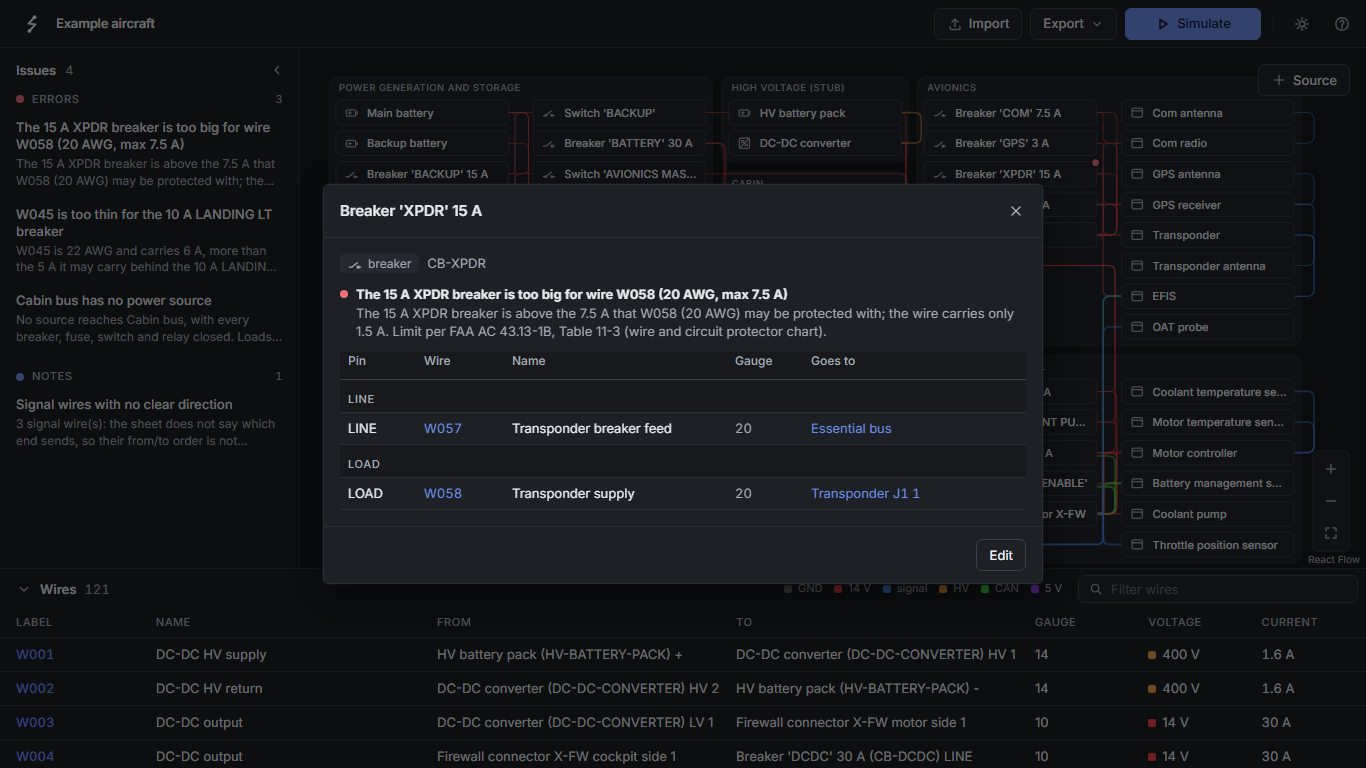 Example aircraft
Import
Export
Simulate
Issues 4
ERRORS 3
The 15 A XPDR breaker is too big for wire
W058 (20 AWG, max 7.5 A)
The 15 A XPDR breaker is above the 7.5 A that
W058 (20 AWG) may be protected with; the...
W045 is too thin for the 10 A LANDING LT
breaker
W045 is 22 AWG and carries 6 A, more than
the 5 A it may carry behind the 10 A LANDIN...
Cabin bus has no power source
No source reaches Cabin bus, with every
breaker, fuse, switch and relay closed. Loads...
NOTES 1
Signal wires with no clear direction
3 signal wire(s): the sheet does not say which
end sends, so their from/to order is not...
Source
POWER GENERATION AND STORAGE
Main battery
Backup battery
Breaker 'BACKUP' 15 A
Switch 'BACKUP'
Breaker 'BATTERY' 30 A
Switch 'AVIONICS MAS...
HIGH VOLTAGE (STUB)
HV battery pack
DC-DC converter
CABIN
AVIONICS
Breaker 'COM' 7.5 A
Breaker 'GPS' 3 A
Breaker 'XPDR' 15 A
A
Com antenna
Com radio
GPS antenna
GPS receiver
Transponder
Transponder antenna
EFIS
OAT probe
A
NT PU...
A
ENABLE'
or X-FW
Coolant temperature se...
Motor temperature sen...
Motor controller
Battery management s...
Coolant pump
Throttle position sensor
React Flow
Breaker 'XPDR' 15 A
breaker CB-XPDR
The 15 A XPDR breaker is too big for wire W058 (20 AWG, max 7.5 A)
The 15 A XPDR breaker is above the 7.5 A that W058 (20 AWG) may be protected with; the wire carries only
1.5 A. Limit per FAA AC 43.13-1B, Table 11-3 (wire and circuit protector chart).
Pin Wire Name Gauge Goes to
LINE
LINE W057 Transponder breaker feed 20 Essential bus
LOAD
LOAD W058 Transponder supply 20 Transponder J1 1
Edit
Wires 121
GND 14 V signal HV CAN 5 V
Filter wires
LABEL NAME FROM TO GAUGE VOLTAGE CURRENT
W001 DC-DC HV supply HV battery pack (HV-BATTERY-PACK) + DC-DC converter (DC-DC-CONVERTER) HV 1 14 400 V 1.6 A
W002 DC-DC HV return DC-DC converter (DC-DC-CONVERTER) HV 2 HV battery pack (HV-BATTERY-PACK) - 14 400 V 1.6 A
W003 DC-DC output DC-DC converter (DC-DC-CONVERTER) LV 1 Firewall connector X-FW motor side 1 10 14 V 30 A
W004 DC-DC output Firewall connector X-FW cockpit side 1 Breaker 'DCDC' 30 A (CB-DCDC) LINE 10 14 V 30 A